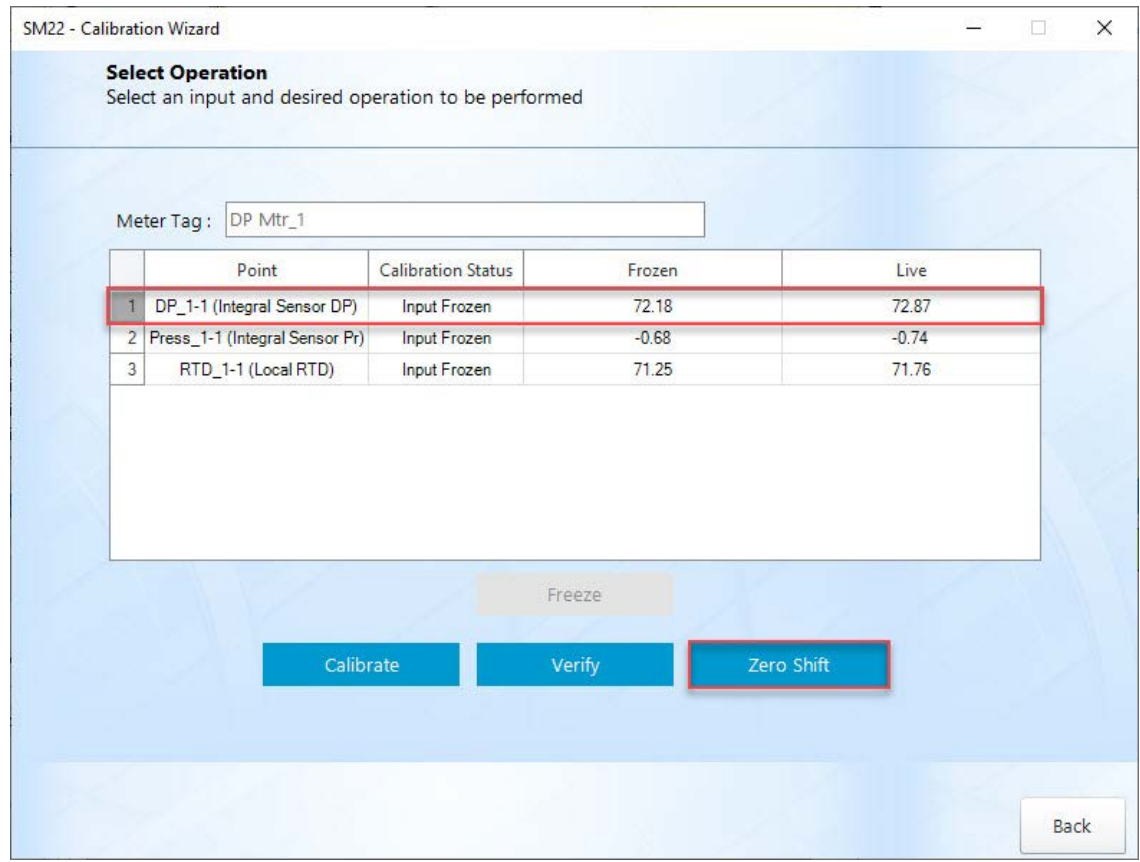 SM22 - Calibration Wizard
Select Operation
Select an input and desired operation to be performed
Meter Tag : DP Mtr_1
Point Calibration Status Frozen Live
1 DP_1-1 (Integral Sensor DP) Input Frozen 72.18 72.87
2 Press_1-1 (Integral Sensor Pr) Input Frozen -0.68 -0.74
3 RTD_1-1 (Local RTD) Input Frozen 71.25 71.76
Freeze
Calibrate Verify Zero Shift
Back